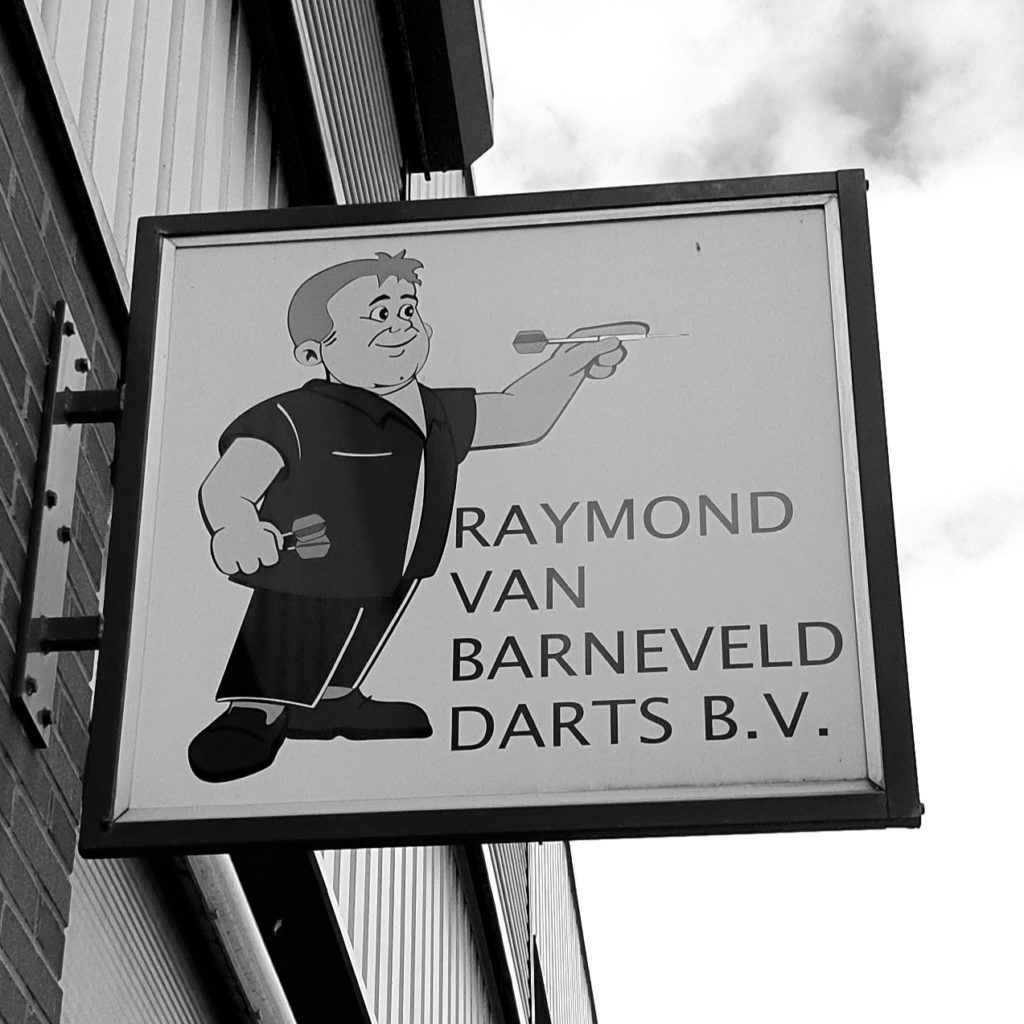 RAYMOND
VAN
BARNEVELD
DARTS B.V.